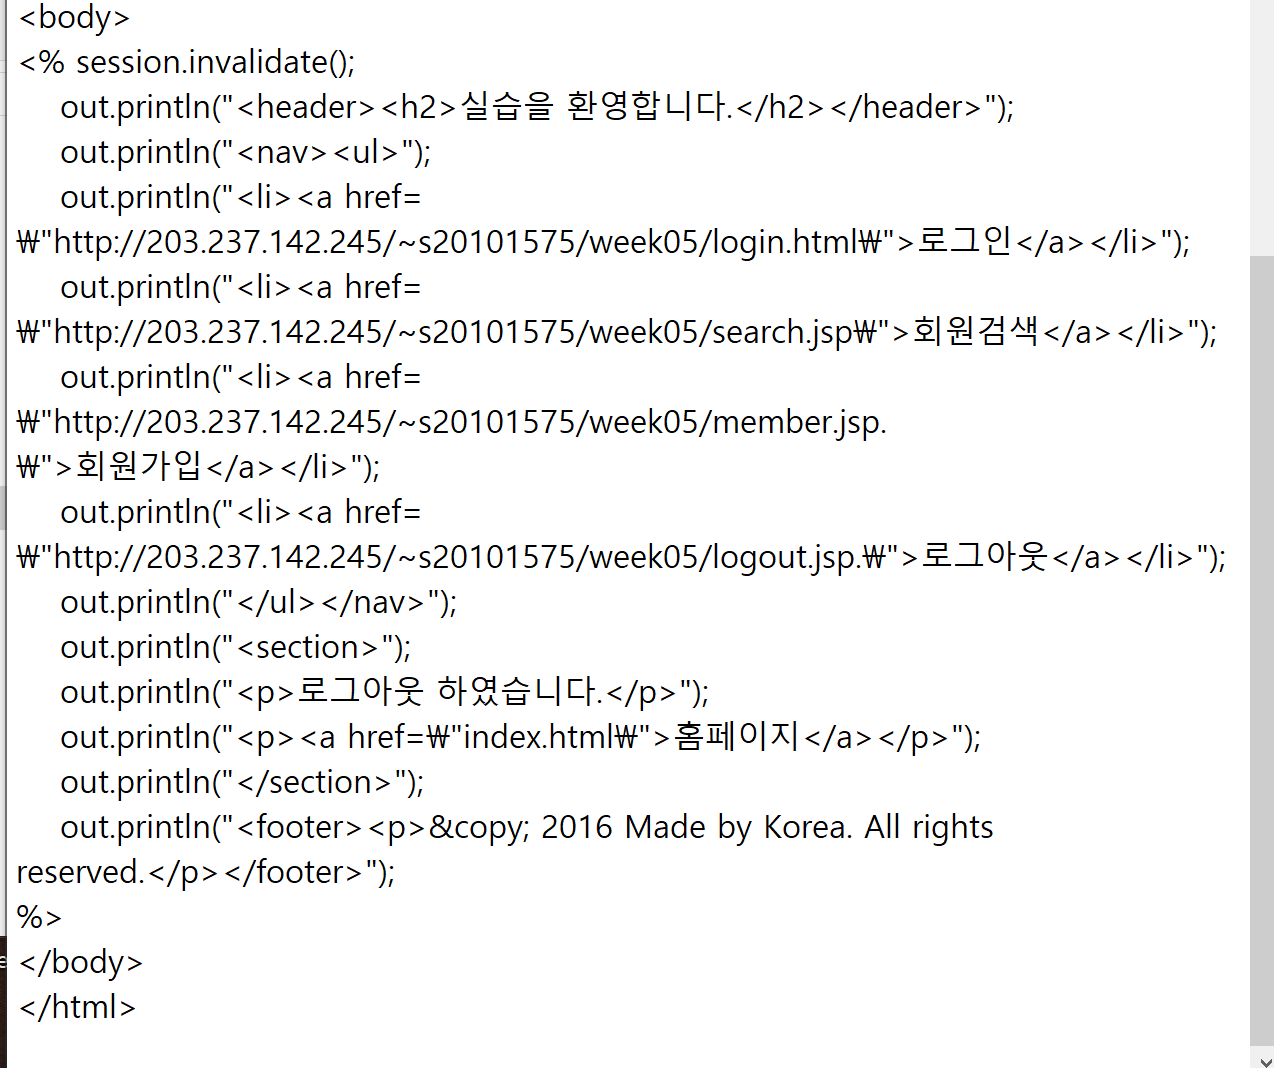 <body>
<% session.invalidate();
out.println("<header><h2>실습을 환영합니다.</h2></header>");
out.println("<nav><ul>");
out.println("<li><a href=
₩"http://203.237.142.245/~s20101575/week05/login.html₩">로그인</a></li>");
out.println("<li><a href=
₩"http://203.237.142.245/~s20101575/week05/search.jsp₩">회원검색</a></li>");
out.println("<li><a href=
₩"http://203.237.142.245/~s20101575/week05/member.jsp.
₩">회원가입</a></li>");
out.println("<li><a href=
₩"http://203.237.142.245/~s20101575/week05/logout.jsp.₩">로그아웃</a></li>");
out.println("</ul></nav>");
out.println("<section>");
out.println("<p>로그아웃 하였습니다.</p>");
out.println("<p><a href=₩"index.html₩">홈페이지</a></p>");
out.println("</section>");
out.println("<footer><p>&copy; 2016 Made by Korea. All rights
reserved.</p></footer>");
%>
</body>
</html>